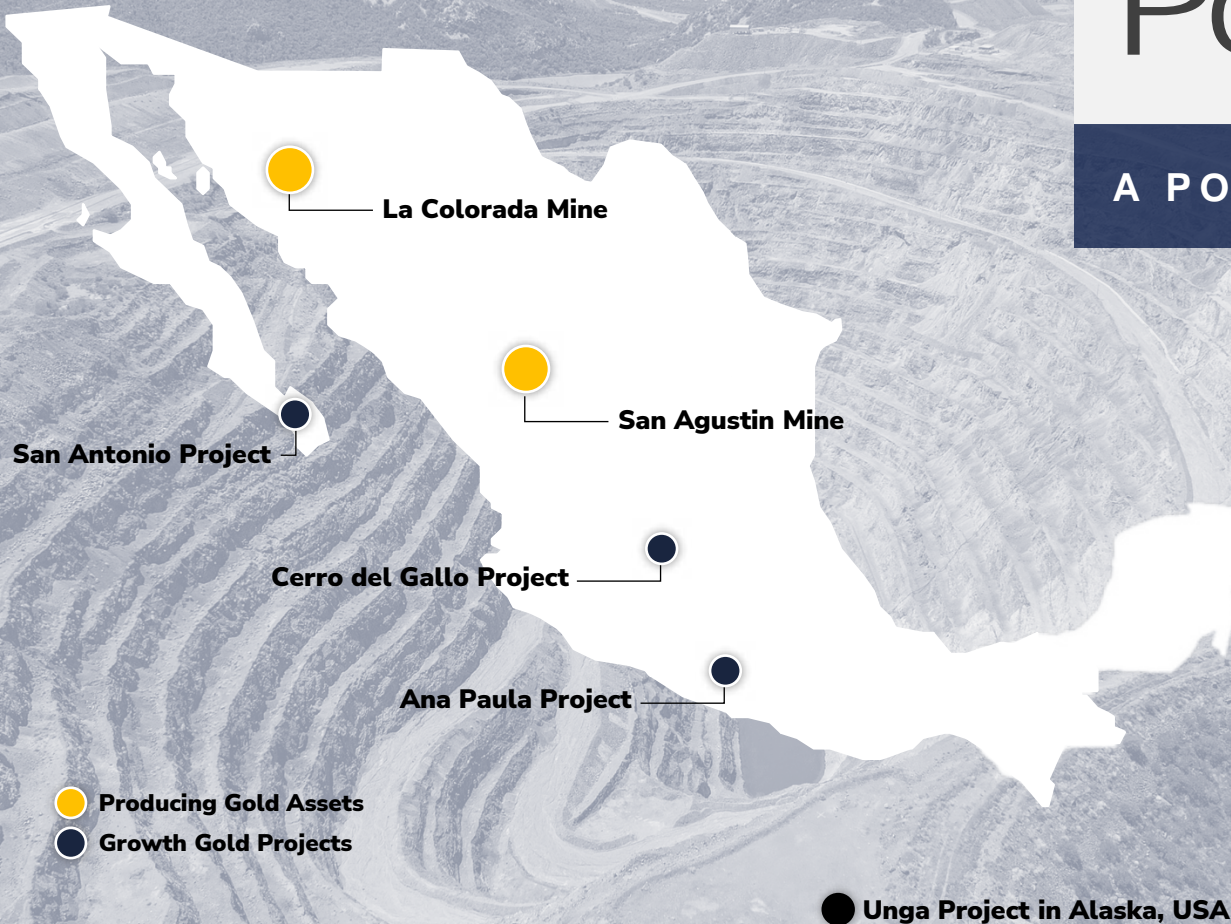 A PO
La Colorada Mine
San Agustin Mine
San Antonio Project
Cerro del Gallo Project
Ana Paula Project
Producing Gold Assets
Growth Gold Projects
Unga Project in Alaska, USA